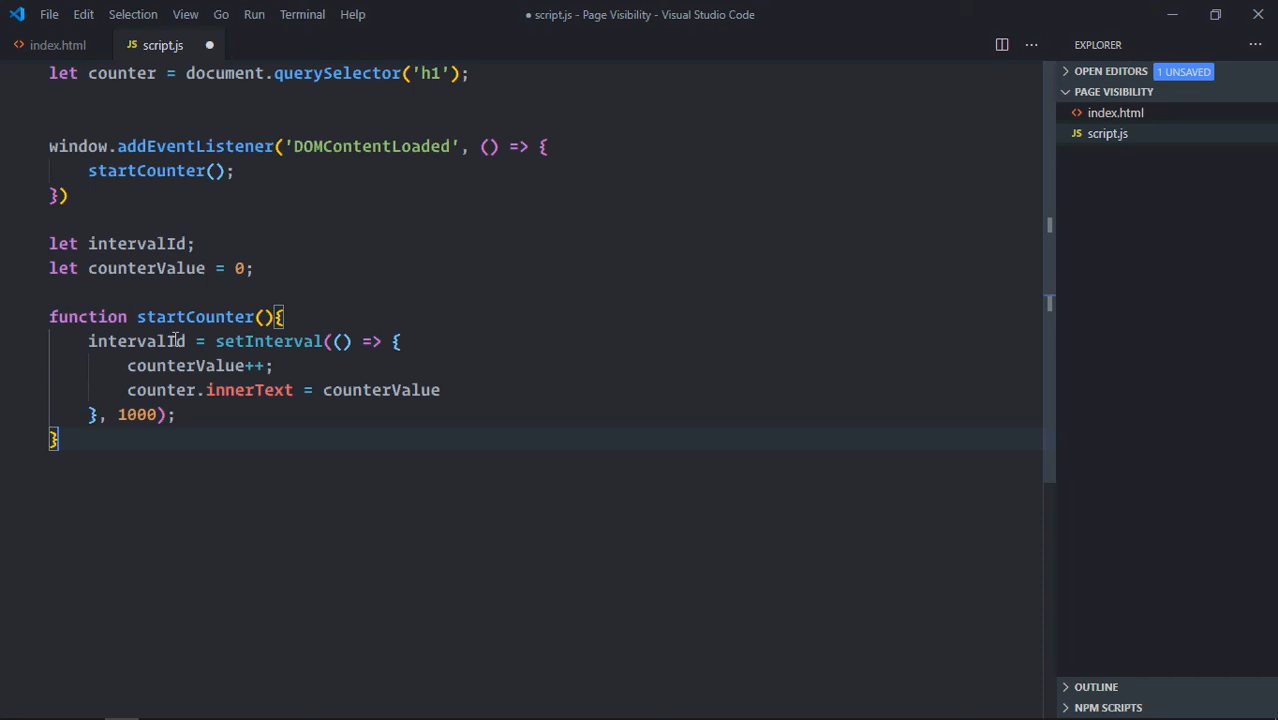 File Edit Selection View Go Run Terminal Help
● script.js - Page Visibility - Visual Studio Code
<> index.html
JS script.js ●
let counter = document.querySelector('h1');
window.addEventListener('DOMContentLoaded', () => {
startCounter();
})
let intervalId;
let counterValue = 0;
function startCounter(){
intervalId = setInterval(() => {
counterValue++;
counter.innerText = counterValue
}, 1000);
}
EXPLORER
OPEN EDITORS 1 UNSAVED
PAGE VISIBILITY
<> index.html
JS script.js
OUTLINE
NPM SCRIPTS